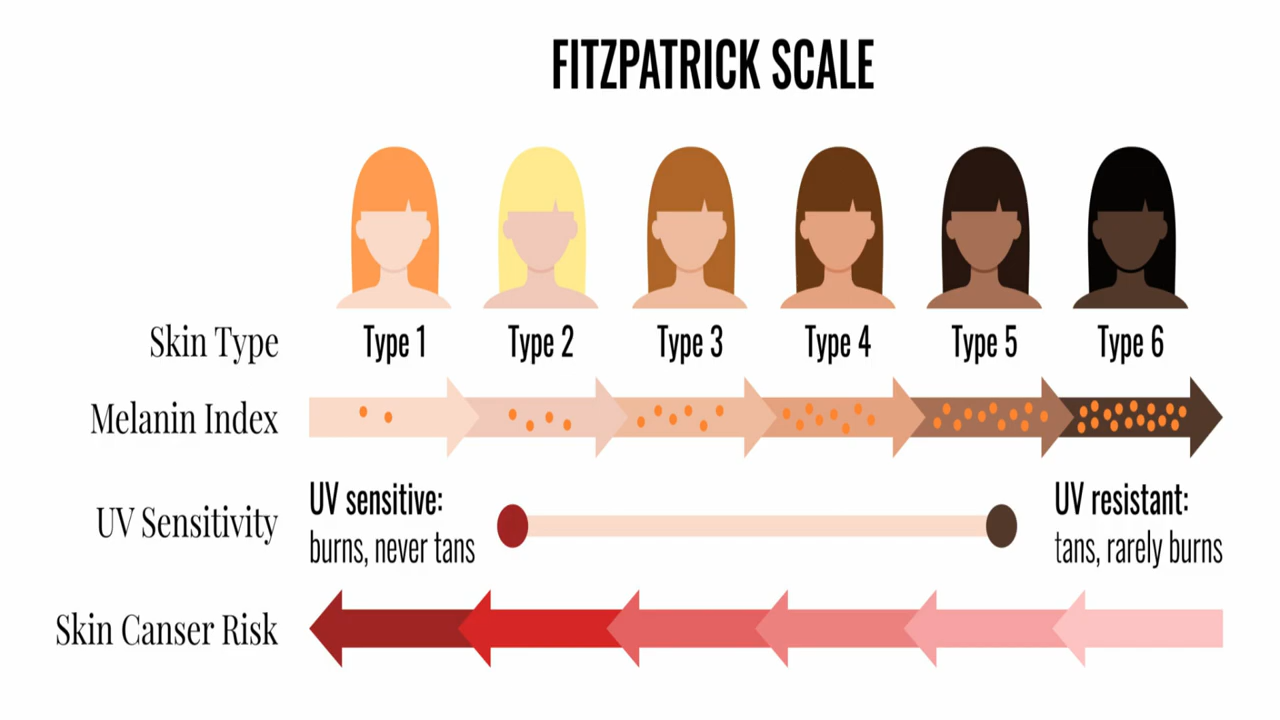 FITZPATRICK SCALE
Skin Type Type 1 Type 2 Type 3 Type 4 Type 5 Type 6
Melanin Index
UV Sensitivity
UV sensitive:
burns, never tans
UV resistant:
tans, rarely burns
Skin Canser Risk